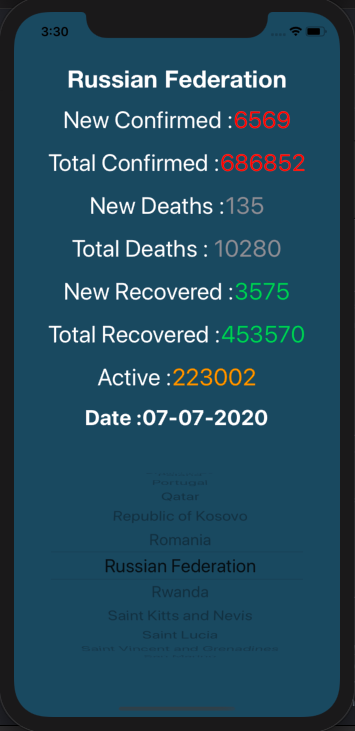 3:30
Russian Federation
New Confirmed :6569
Total Confirmed :686852
New Deaths :135
Total Deaths : 10280
New Recovered :3575
Total Recovered :453570
Active :223002
Date :07-07-2020
Portugal
Qatar
Republic of Kosovo
Romania
Russian Federation
Rwanda
Saint Kitts and Nevis
Saint Lucia
Saint Vincent and Grenadines